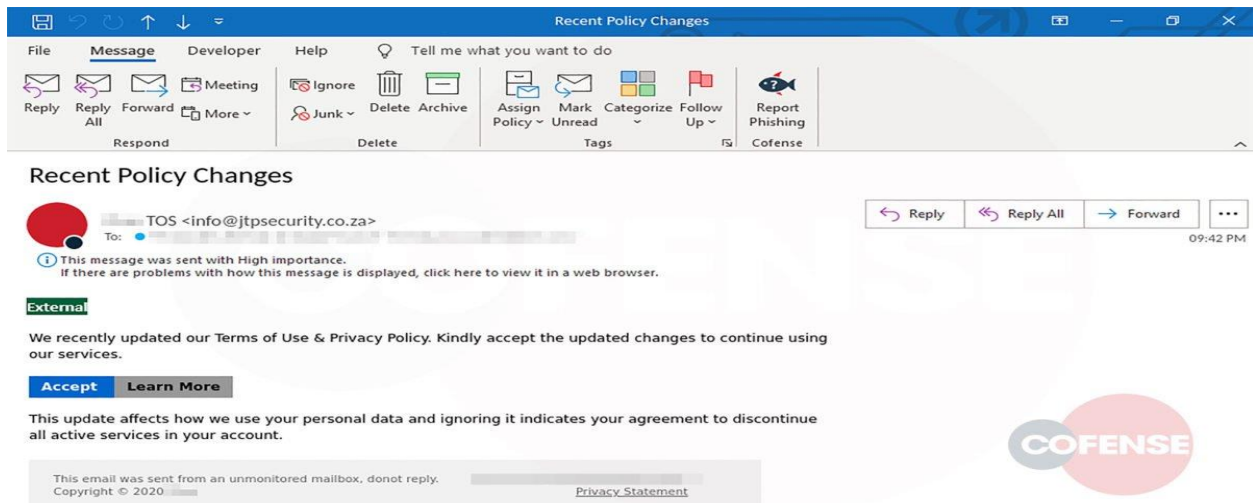 Recent Policy Changes
File Message Developer Help Tell me what you want to do
Reply Reply All Forward Meeting More Ignore Junk Delete Archive Assign Policy Mark Unread Categorize Follow Up Report Phishing
Respond Delete Tags Cofense
Recent Policy Changes
TOS <info@jtpsecurity.co.za>
Reply Reply All Forward ...
To:
09:42 PM
This message was sent with High importance.
If there are problems with how this message is displayed, click here to view it in a web browser.
External
We recently updated our Terms of Use & Privacy Policy. Kindly accept the updated changes to continue using
our services.
Accept Learn More
This update affects how we use your personal data and ignoring it indicates your agreement to discontinue
all active services in your account.
COFENSE
This email was sent from an unmonitored mailbox, donot reply.
Copyright © 2020
Privacy Statement
COFENSE